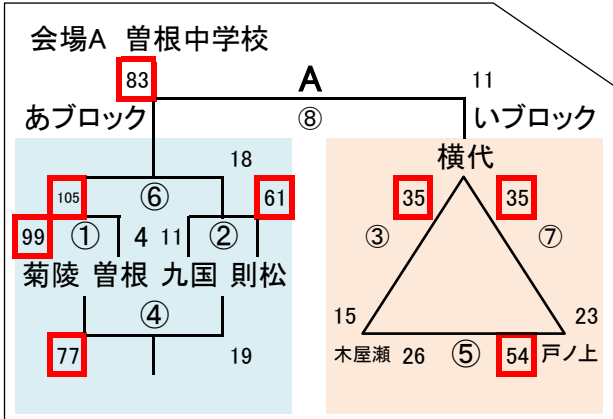 会場A 曽根中学校
83 A 11
あブロック ⑧ いブロック
18 横代
105 ⑥ 61 35 35
99 ① 4 11 ② ③ ⑦
菊陵 曽根 九国 則松
④ 15 23
77 19 木屋瀬 26 ⑤ 54 戸ノ上